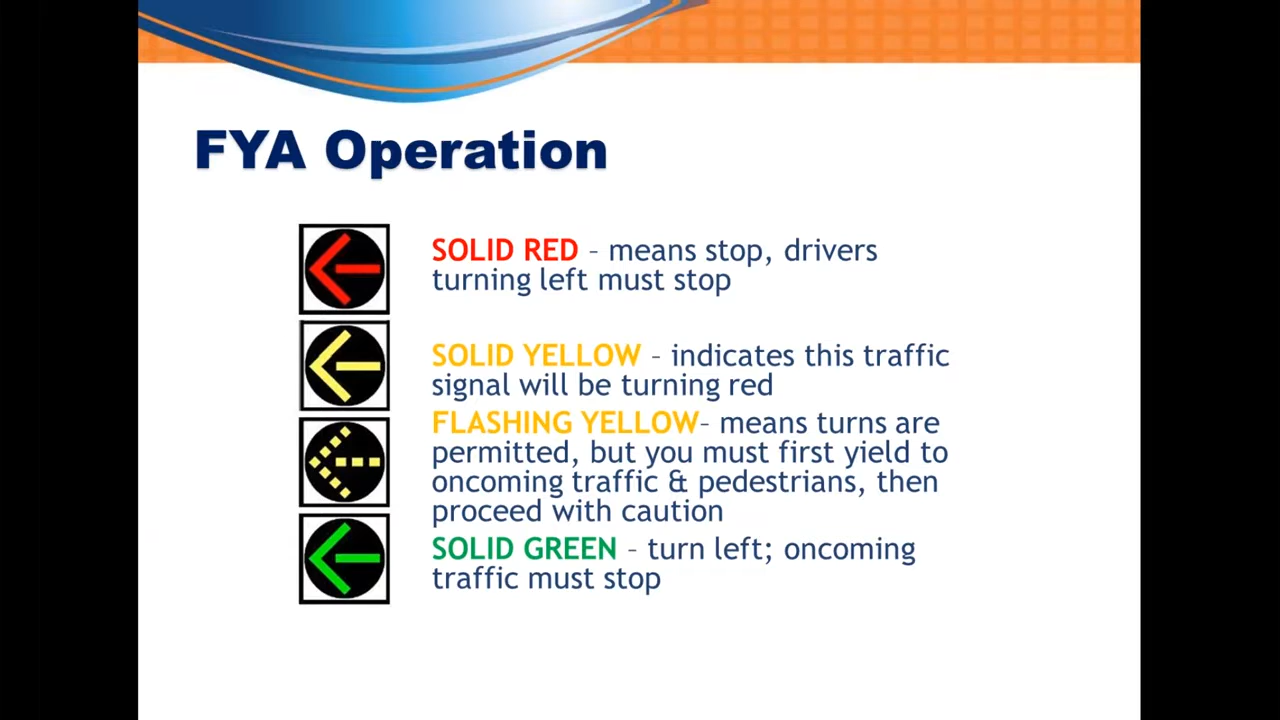 FYA Operation
SOLID RED – means stop, drivers
turning left must stop
SOLID YELLOW – indicates this traffic
signal will be turning red
FLASHING YELLOW– means turns are
permitted, but you must first yield to
oncoming traffic & pedestrians, then
proceed with caution
SOLID GREEN – turn left; oncoming
traffic must stop